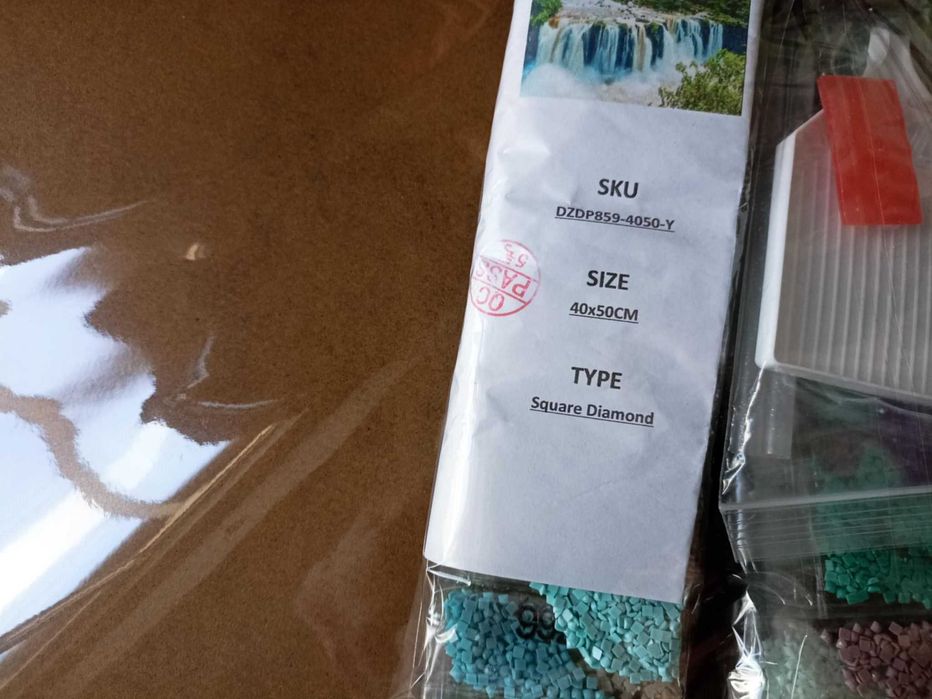 SKU
DZDP859-4050-Y
SIZE
40x50CM
QC
PASS
TYPE
Square Diamond